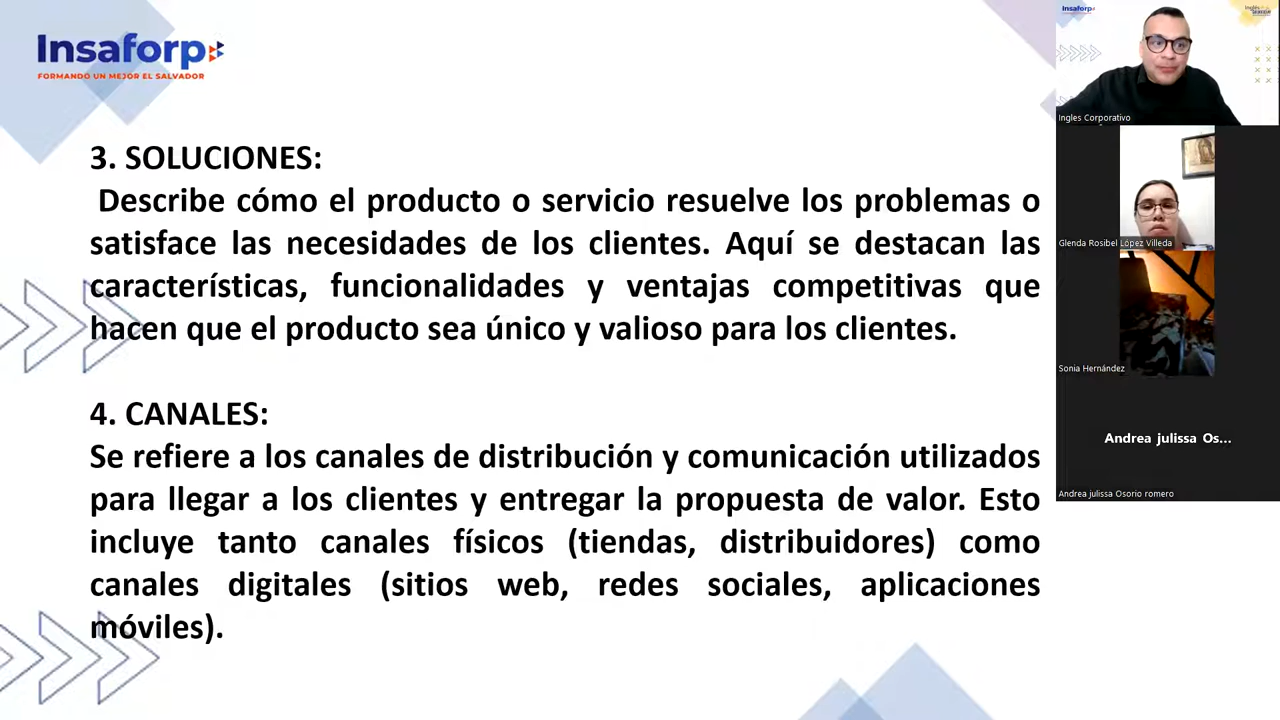 Insaforp
FORMANDO UN MEJOR EL SALVADOR
3. SOLUCIONES:
Describe cómo el producto o servicio resuelve los problemas o
satisface las necesidades de los clientes. Aquí se destacan las
características, funcionalidades y ventajas competitivas que
hacen que el producto sea único y valioso para los clientes.
4. CANALES:
Se refiere a los canales de distribución y comunicación utilizados
para llegar a los clientes y entregar la propuesta de valor. Esto
incluye tanto canales físicos (tiendas, distribuidores) como
canales digitales (sitios web, redes sociales, aplicaciones
móviles).
Insaforp
Ingles Corporativo
Glenda Rosibel López Villeda
Sonia Hernández
Andrea julissa Os...
Andrea julissa Osorio romero